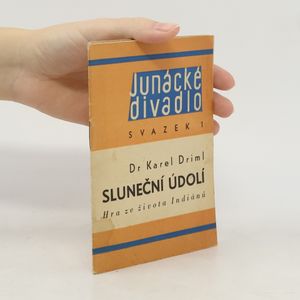 Junácké
divadlo
SVAZEK 1
Dr Karel Driml
SLUNEČNÍ ÚDOLÍ
Hra ze života Indiánů